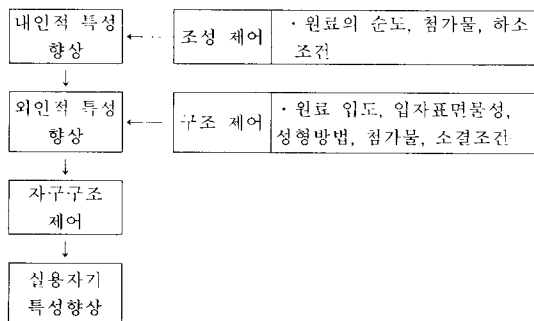 내인적 특성
향상
조성 제어
· 원료의 순도, 첨가물, 하소
조건
외인적 특성
향상
구조 제어
· 원료 입도, 입자표면물성,
성형방법, 첨가물, 소결조건
자구구조
제어
실용자기
특성향상